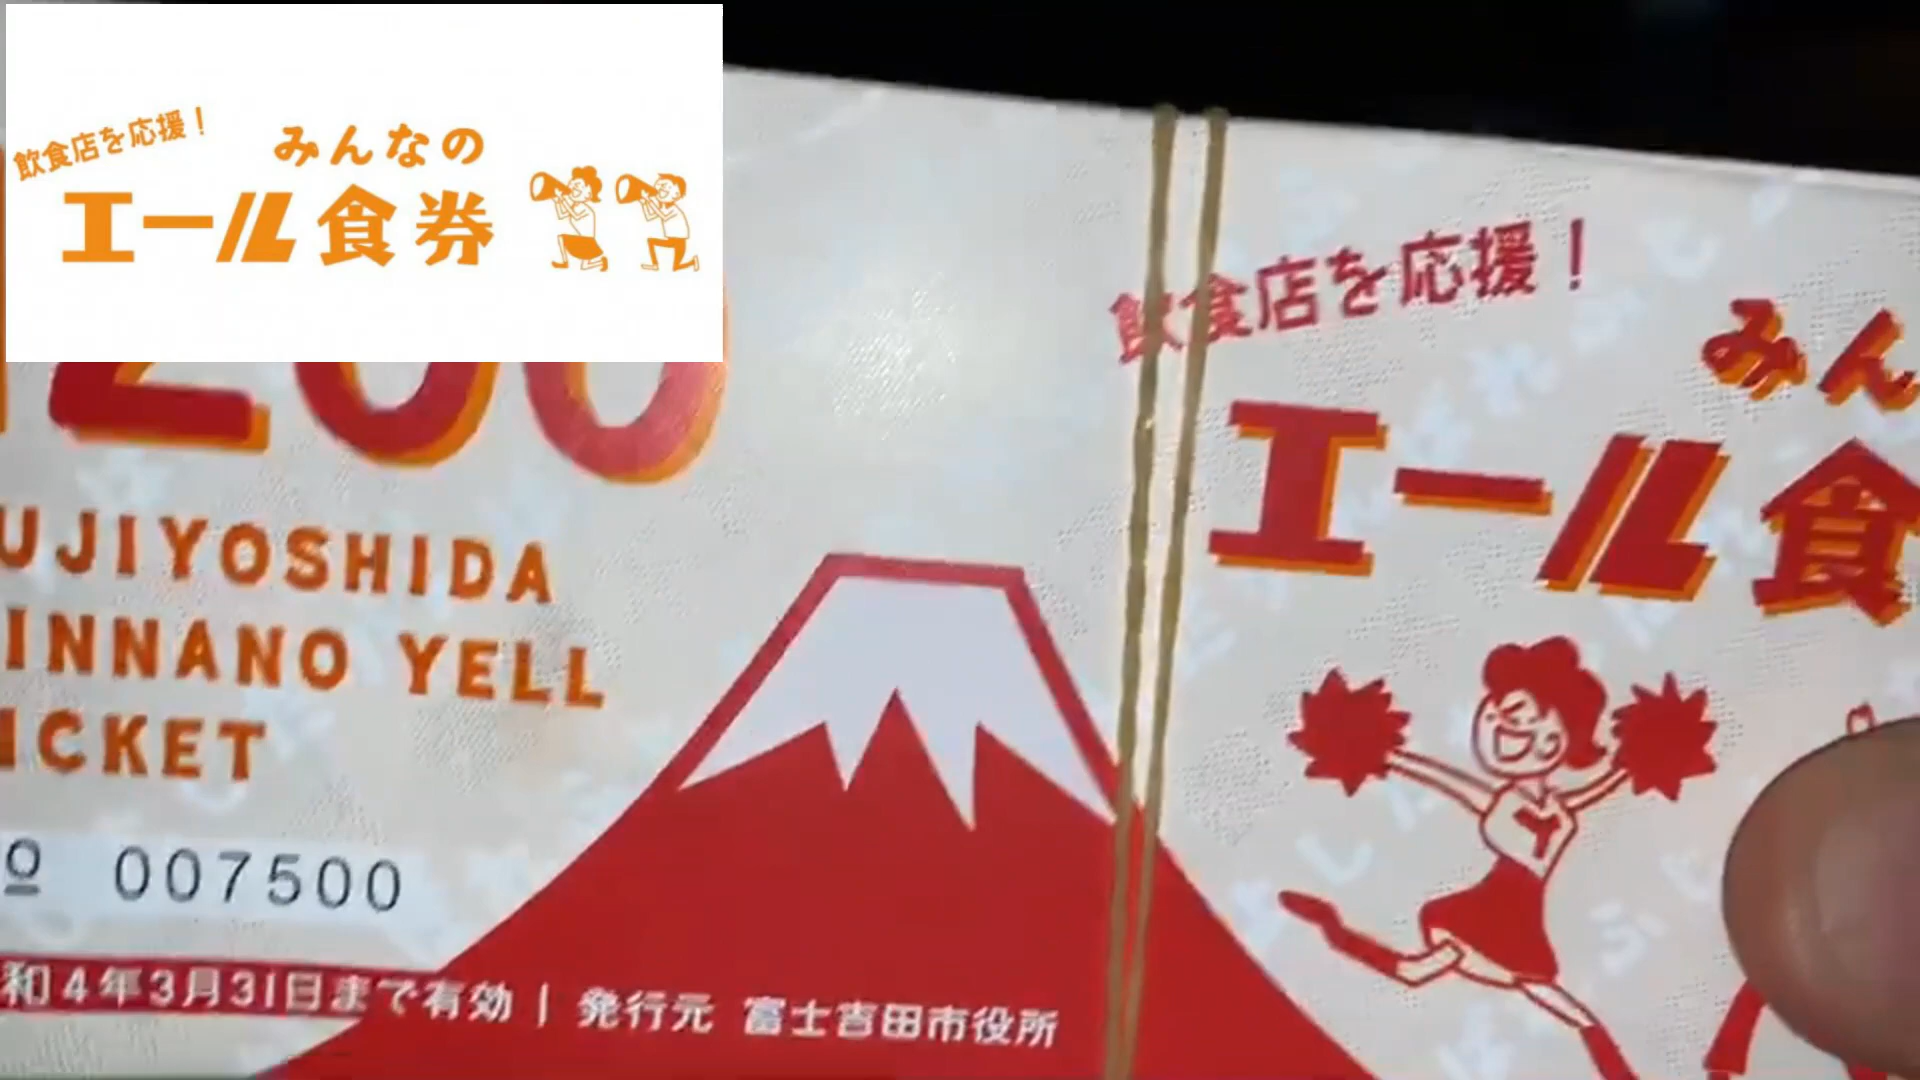 飲食店を応援！
みんなの
エール食券
飲食店を応援！
みん
エール食
UJIYOSHIDA
INNANO YELL
ICKET
o 007500
和4年3月31日まで有効 | 発行元 富士吉田市役所